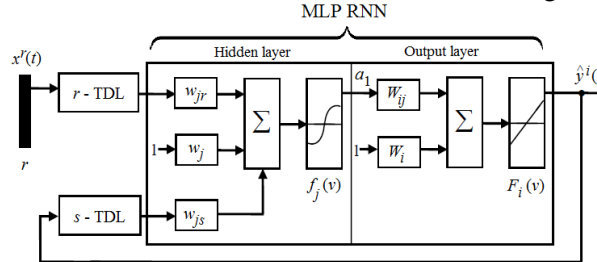 MLP RNN
Hidden layer
Output layer
x^r(t)
r - TDL
w_jr
Σ
a_1
W_ij
Σ
ŷ^i(
1
w_j
1
W_i
r
f_j(v)
F_i(v)
s - TDL
w_js